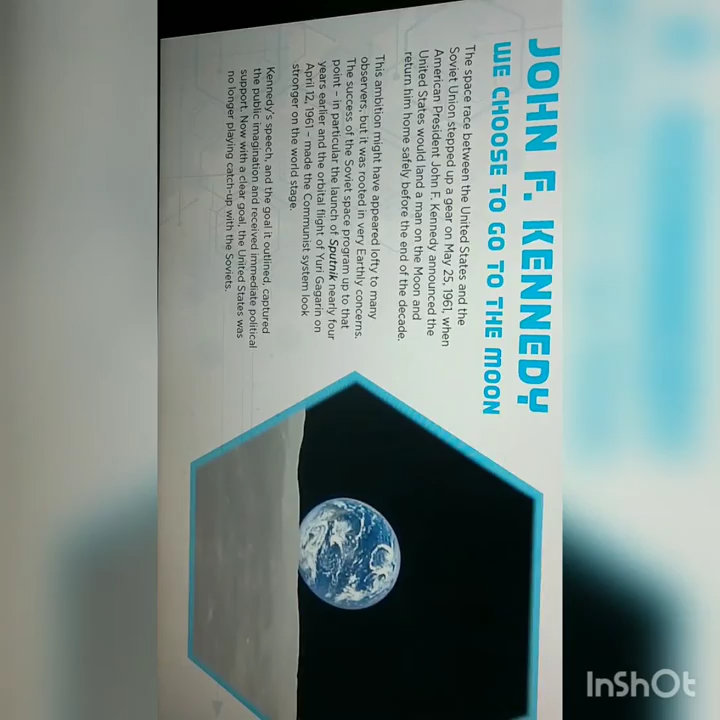 JOHN F. KENNEDY
WE CHOOSE TO GO TO THE MOON
The space race between the United States and the
Soviet Union stepped up a gear on May 25, 1961, when
American President John F. Kennedy announced the
United States would land a man on the Moon and
return him home safely before the end of the decade.
This ambition might have appeared lofty to many
observers, but it was rooted in very Earthly concerns.
The success of the Soviet space program up to that
point – in particular the launch of Sputnik nearly four
years earlier and the orbital flight of Yuri Gagarin on
April 12, 1961 – made the Communist system look
stronger on the world stage.
Kennedy's speech, and the goal it outlined, captured
the public imagination and received immediate political
support. Now with a clear goal, the United States was
no longer playing catch-up with the Soviets.
InShOt